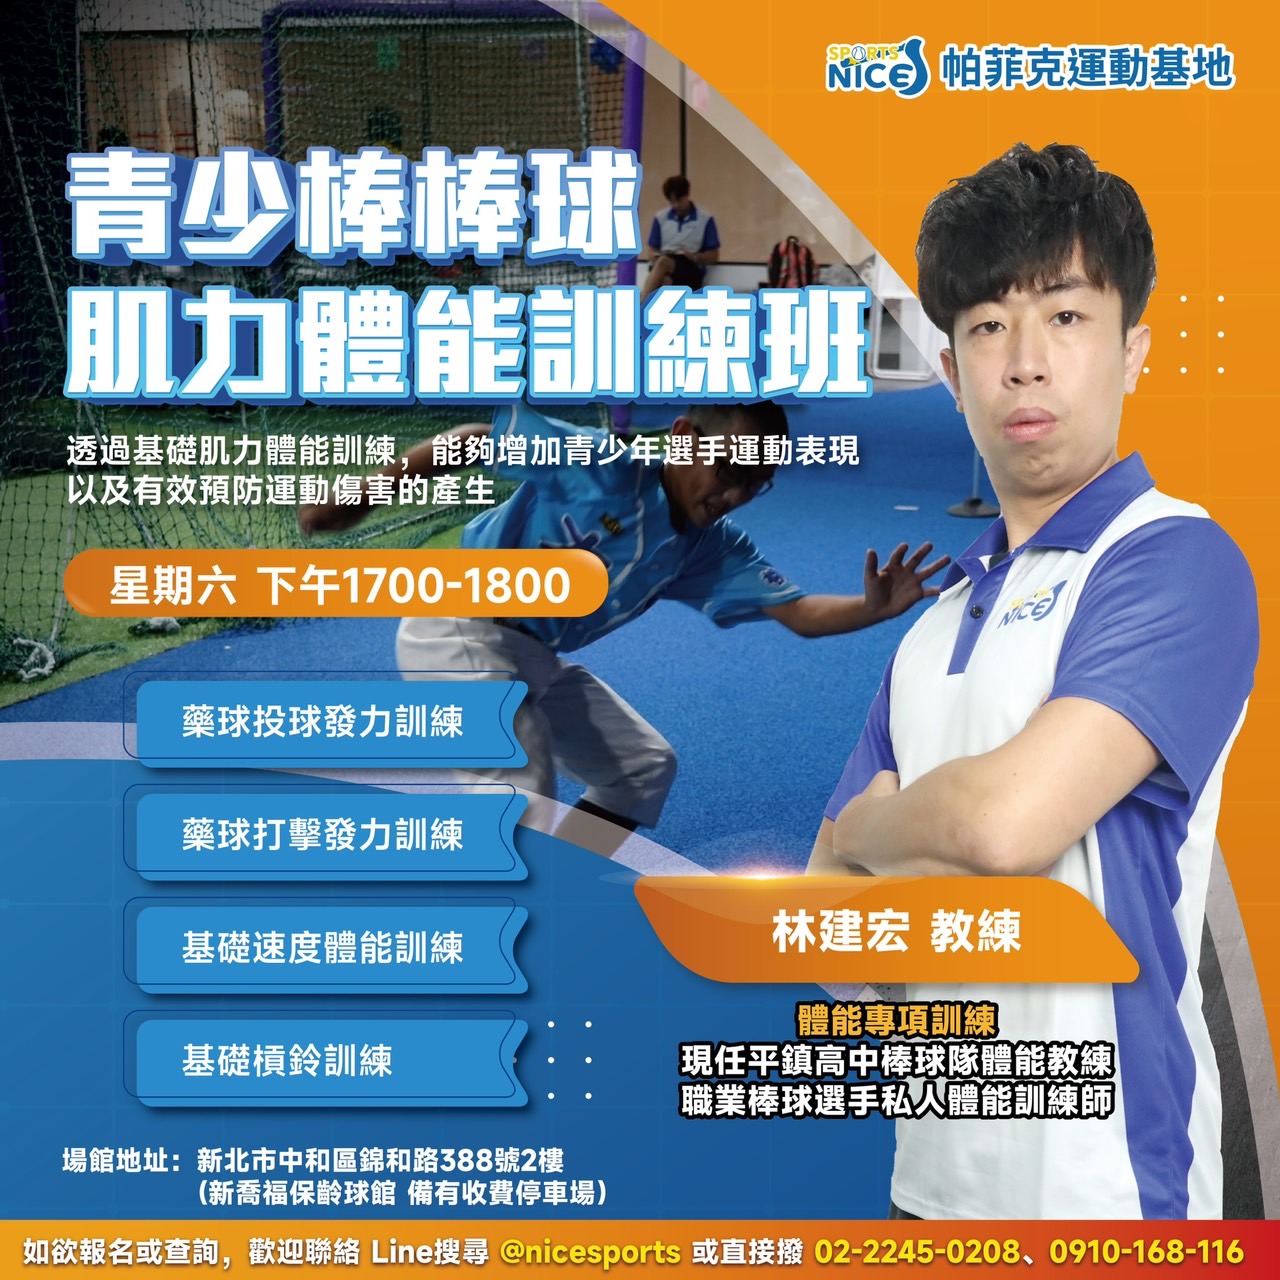 SPORTS
NICE 帕菲克運動基地
青少棒棒球
肌力體能訓練班
透過基礎肌力體能訓練，能夠增加青少年選手運動表現
以及有效預防運動傷害的產生
星期六 下午1700-1800
藥球投球發力訓練
藥球打擊發力訓練
基礎速度體能訓練
基礎槓鈴訓練
SPORTS
NICE
林建宏 教練
體能專項訓練
現任平鎮高中棒球隊體能教練
職業棒球選手私人體能訓練師
場館地址：新北市中和區錦和路388號2樓
（新喬福保齡球館 備有收費停車場）
如欲報名或查詢，歡迎聯絡 Line搜尋 @nicesports 或直接撥 02-2245-0208、0910-168-116